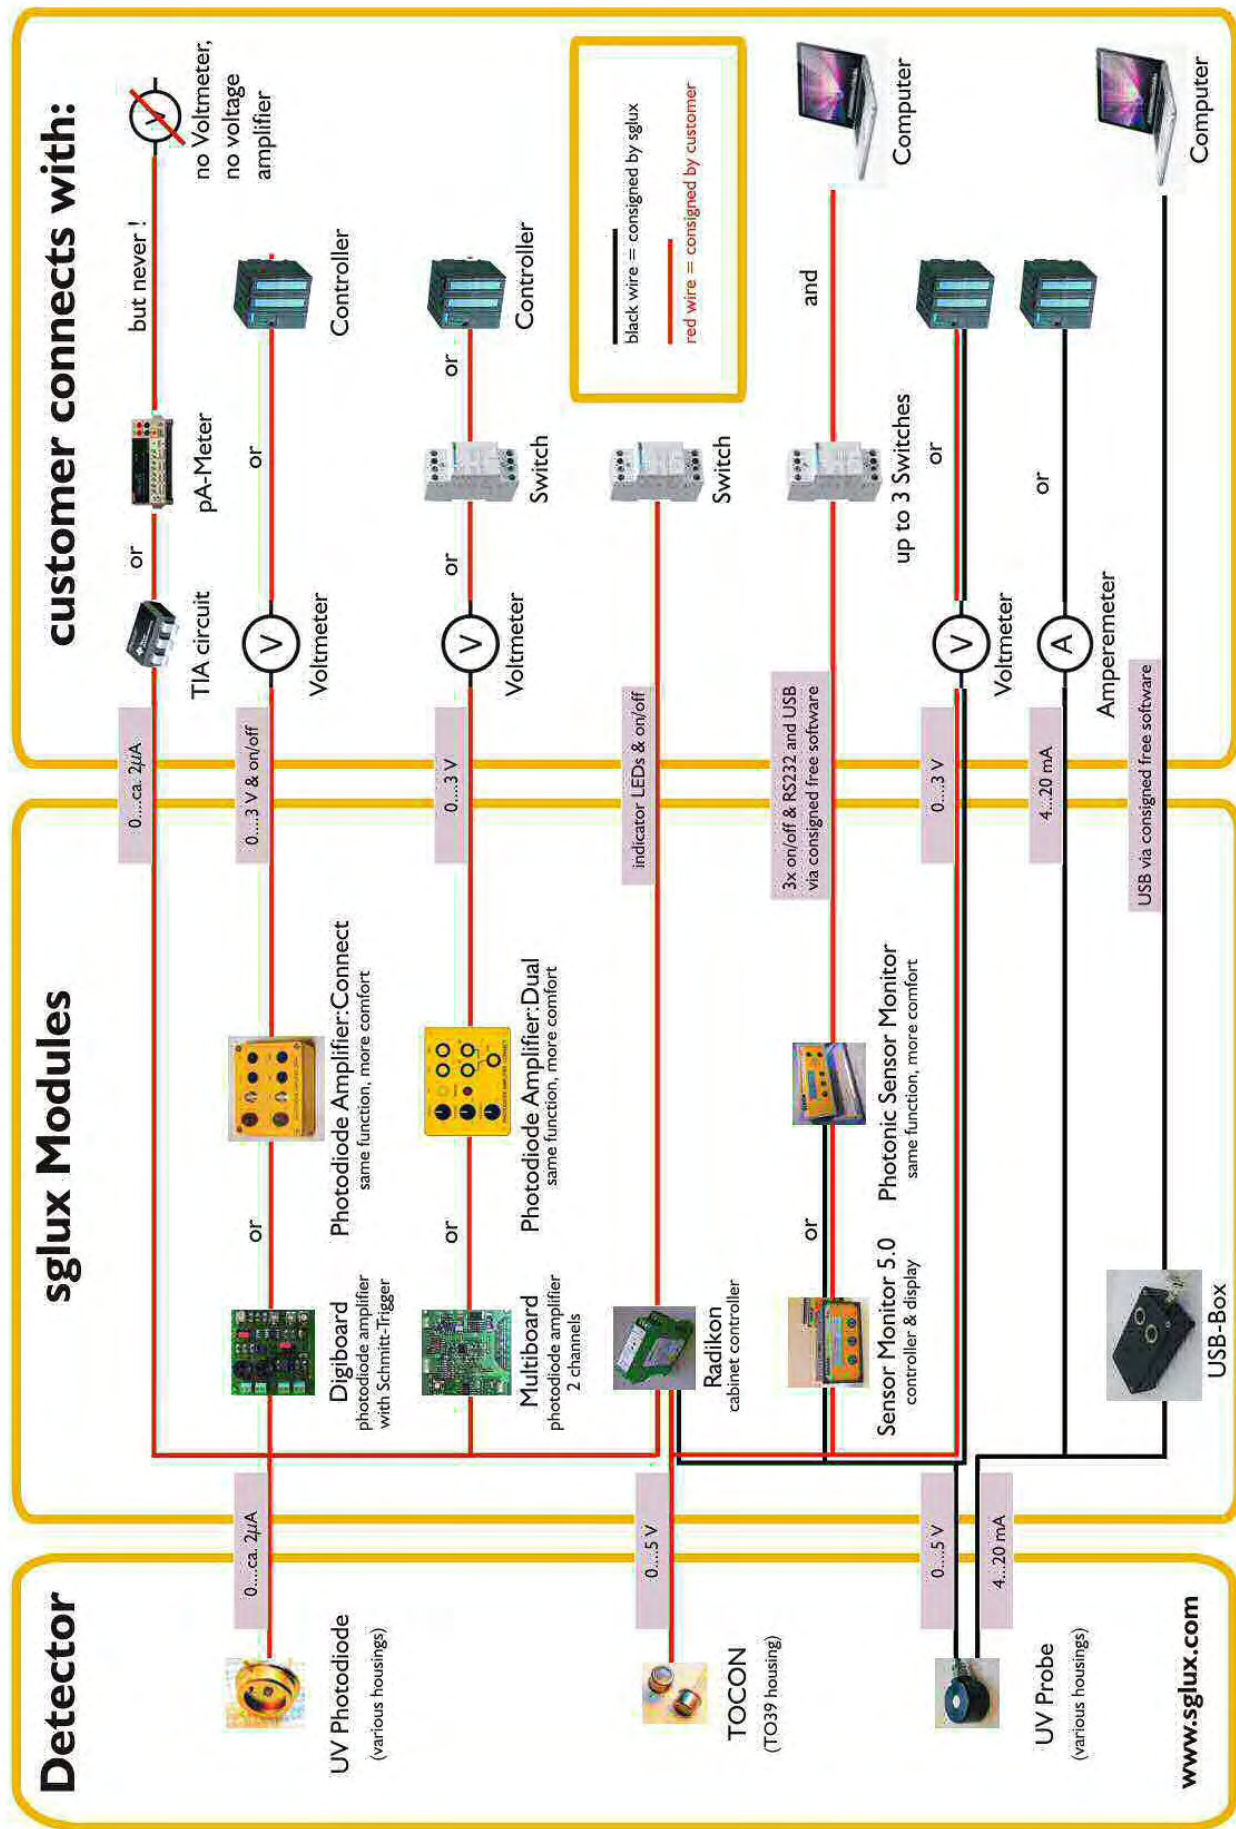 Detector
sglux Modules
customer connects with:
UV Photodiode
(various housings)
TOCON
(TO39 housing)
UV Probe
(various housings)
www.sglux.com
0....ca. 2µA
0....5 V
0....5 V
4...20 mA
Digiboard
photodiode amplifier
with Schmitt-Trigger
or
Photodiode Amplifier:Connect
same function, more comfort
Multiboard
photodiode amplifier
2 channels
or
Photodiode Amplifier:Dual
same function, more comfort
Radikon
cabinet controller
Sensor Monitor 5.0
controller & display
or
Photonic Sensor Monitor
same function, more comfort
USB-Box
0....ca. 2µA
0....3 V & on/off
0....3 V
indicator LEDs & on/off
3x on/off & RS232 and USB
via consigned free software
0....3 V
4...20 mA
USB via consigned free software
TIA circuit
or
pA-Meter
but never !
V
no Voltmeter,
no voltage
amplifier
V
Voltmeter
or
Controller
V
Voltmeter
or
Switch
or
Controller
Switch
black wire = consigned by sglux
red wire = consigned by customer
up to 3 Switches
and
Computer
V
Voltmeter
or
A
Amperemeter
or
Computer